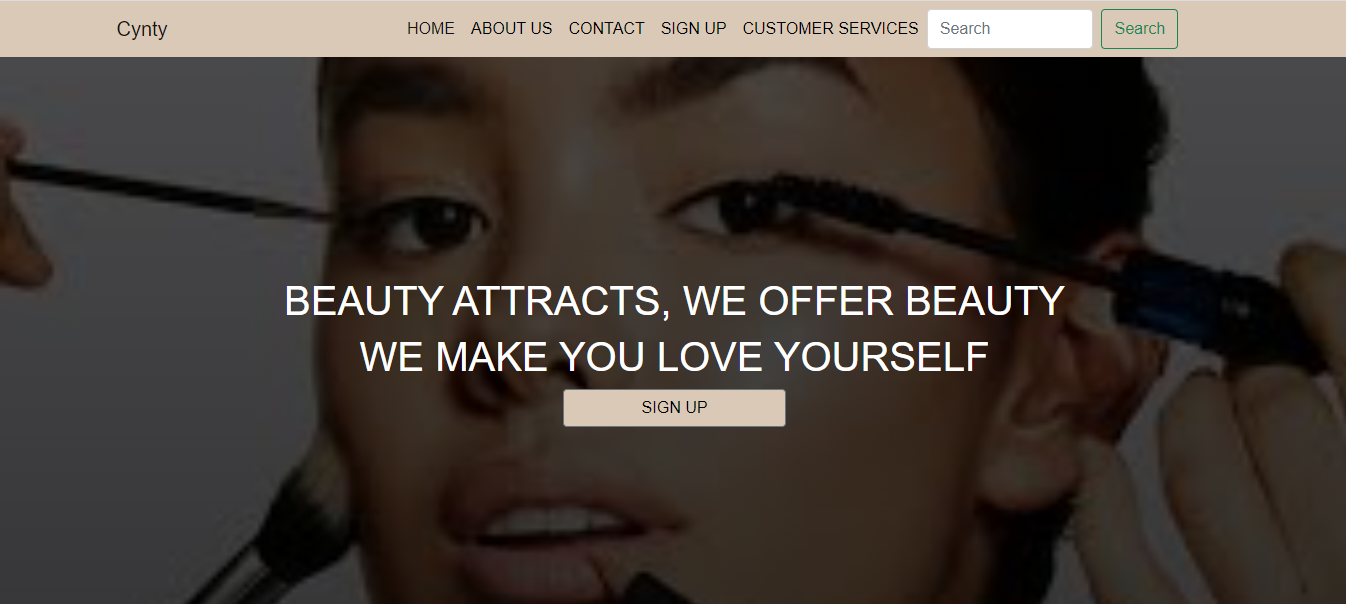 Cynty HOME ABOUT US CONTACT SIGN UP CUSTOMER SERVICES Search Search
BEAUTY ATTRACTS, WE OFFER BEAUTY
WE MAKE YOU LOVE YOURSELF
SIGN UP